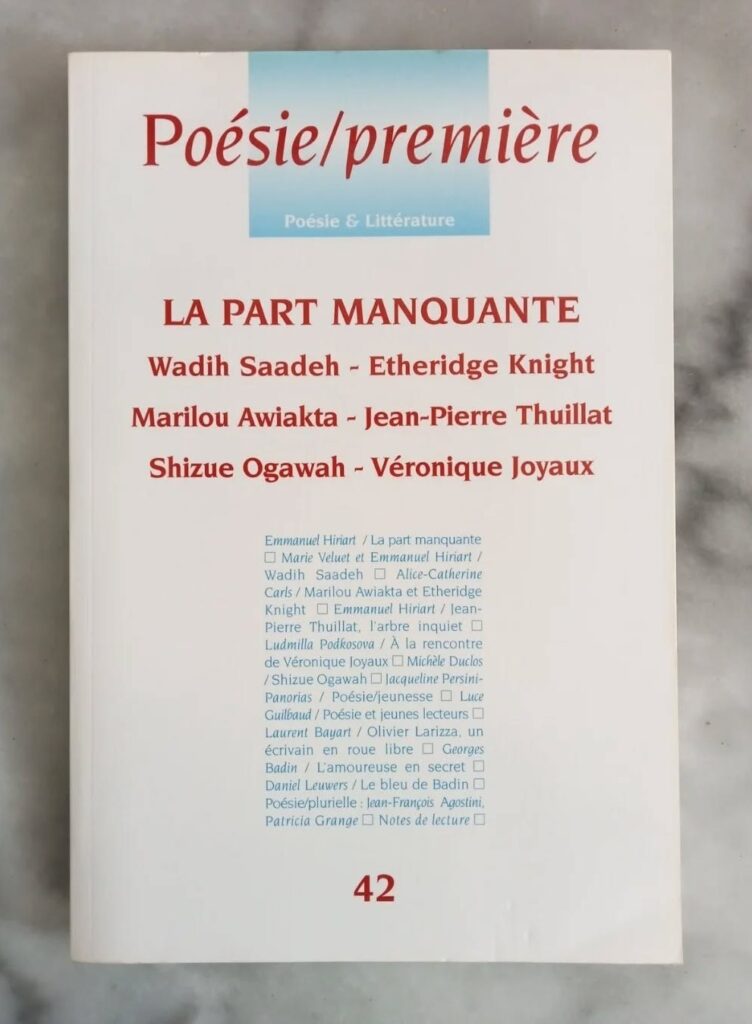 Poésie/première
Poésie & Littérature
LA PART MANQUANTE
Wadih Saadeh - Etheridge Knight
Marilou Awiakta - Jean-Pierre Thuillat
Shizue Ogawah - Véronique Joyaux
Emmanuel Hiriart / La part manquante
□ Marie Veluet et Emmanuel Hiriart /
Wadih Saadeh □ Alice-Catherine
Carls / Marilou Awiakta et Etheridge
Knight □ Emmanuel Hiriart / Jean-
Pierre Thuillat, l'arbre inquiet □
Ludmilla Podkosova / À la rencontre
de Véronique Joyaux □ Michèle Duclos
/ Shizue Ogawah □ Jacqueline Persini-
Panorias / Poésie/jeunesse □ Luce
Guilbaud / Poésie et jeunes lecteurs □
Laurent Bayart / Olivier Larizza, un
écrivain en roue libre □ Georges
Badin / L'amoureuse en secret □
Daniel Leuwers / Le bleu de Badin □
Poésie/plurielle : Jean-François Agostini,
Patricia Grange □ Notes de lecture □
42